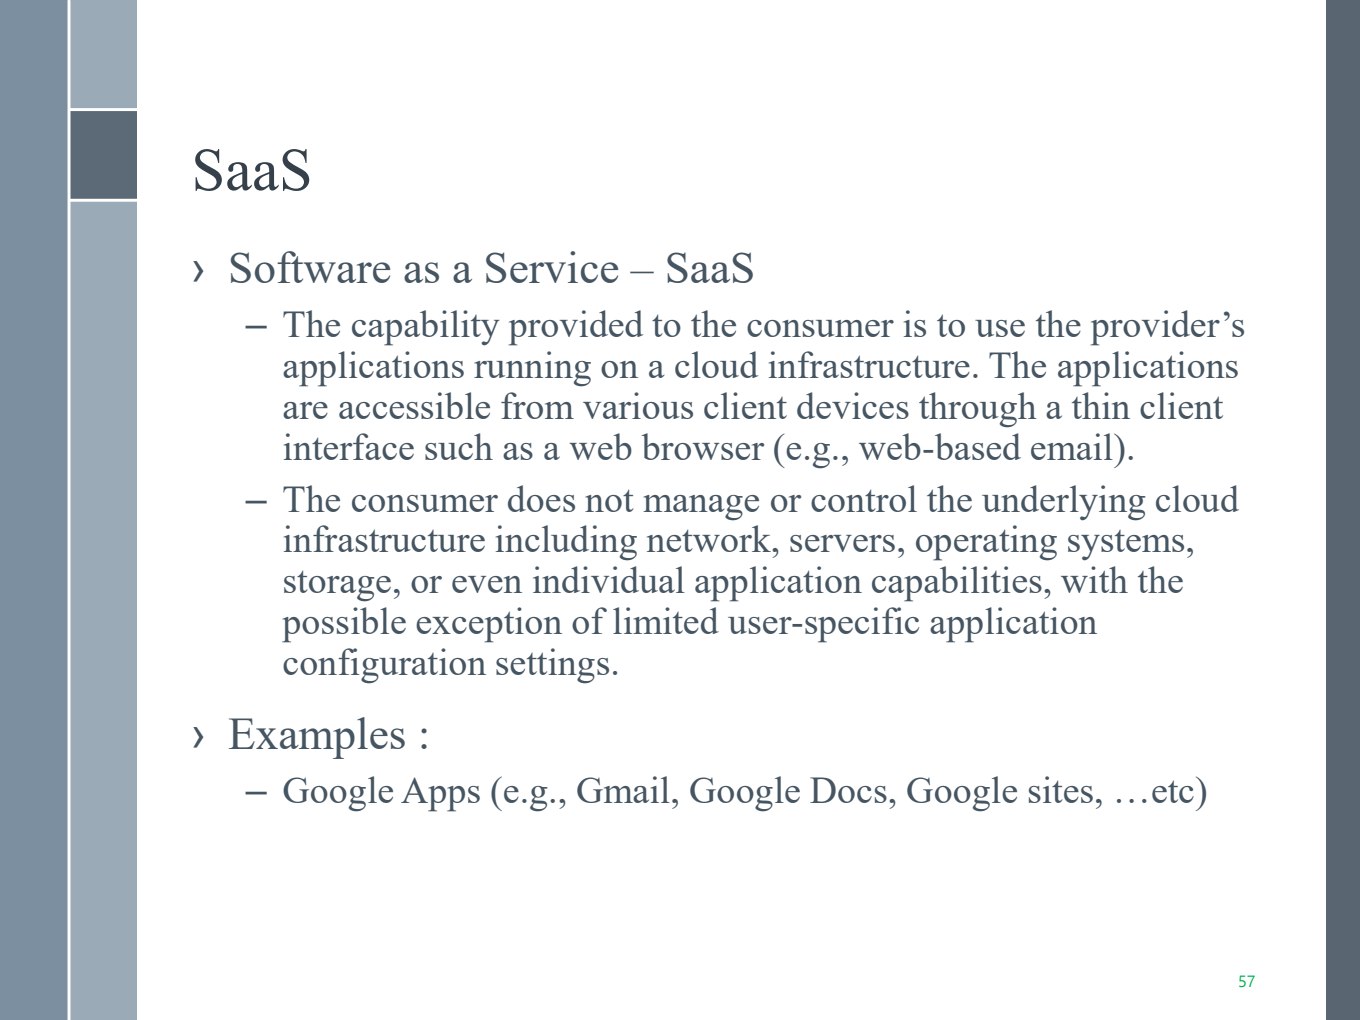 SaaS
› Software as a Service – SaaS
– The capability provided to the consumer is to use the provider’s
applications running on a cloud infrastructure. The applications
are accessible from various client devices through a thin client
interface such as a web browser (e.g., web-based email).
– The consumer does not manage or control the underlying cloud
infrastructure including network, servers, operating systems,
storage, or even individual application capabilities, with the
possible exception of limited user-specific application
configuration settings.
› Examples :
– Google Apps (e.g., Gmail, Google Docs, Google sites, …etc)
57